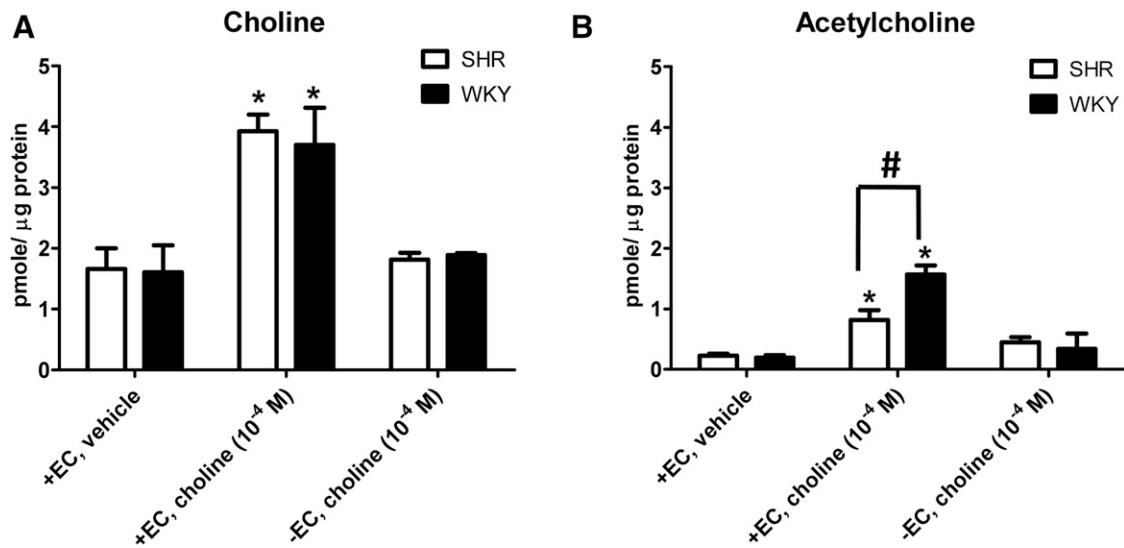 A
Choline
SHR
WKY
pmole/ μg protein
5
4
3
2
1
0
* *
+EC, vehicle
+EC, choline (10⁻⁴ M)
-EC, choline (10⁻⁴ M)
B
Acetylcholine
SHR
WKY
pmole/ μg protein
5
4
3
2
1
0
#
*
*
+EC, vehicle
+EC, choline (10⁻⁴ M)
-EC, choline (10⁻⁴ M)